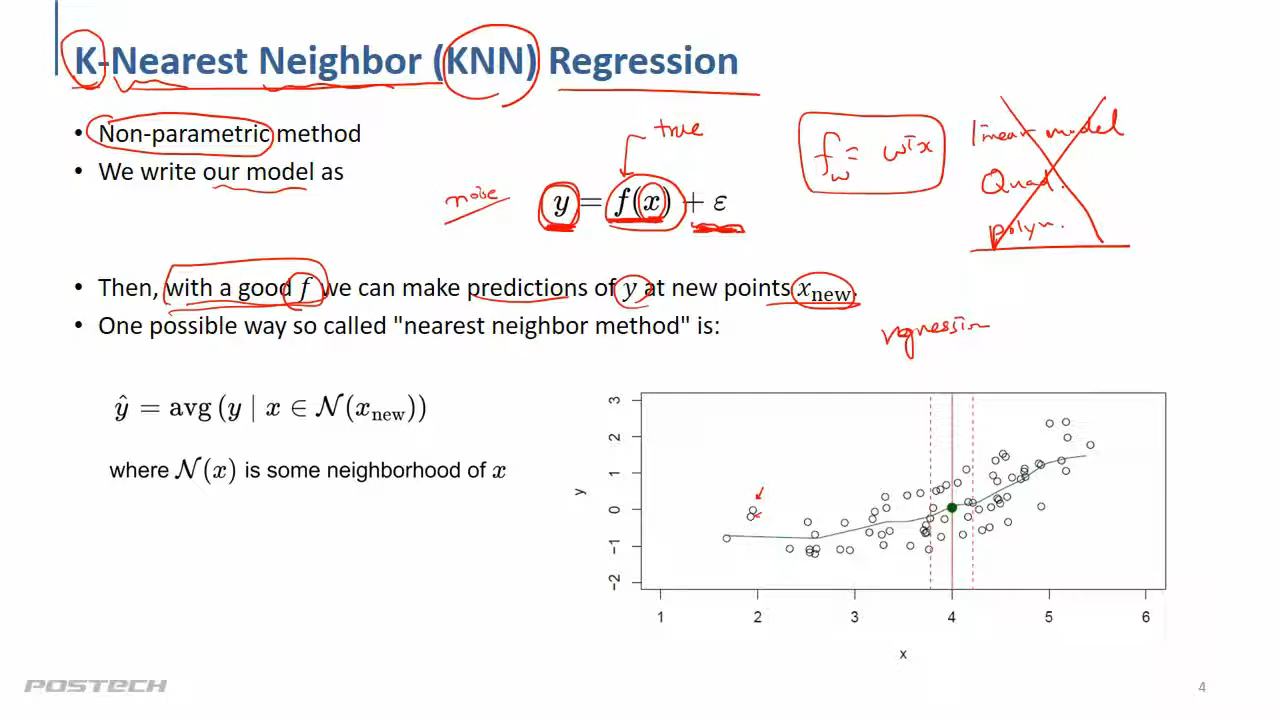 K-Nearest Neighbor (KNN) Regression
• Non-parametric method
• We write our model as
true
noise
y = f(x) + ε
f_w = wᵀx
linear model
Quad.
polyn.
• Then, with a good f we can make predictions of y at new points x_new.
• One possible way so called "nearest neighbor method" is:
regression
ŷ = avg (y | x ∈ 𝒩(x_new))
where 𝒩(x) is some neighborhood of x
3
2
1
0
−1
−2
y
1 2 3 4 5 6
x
POSTECH
4